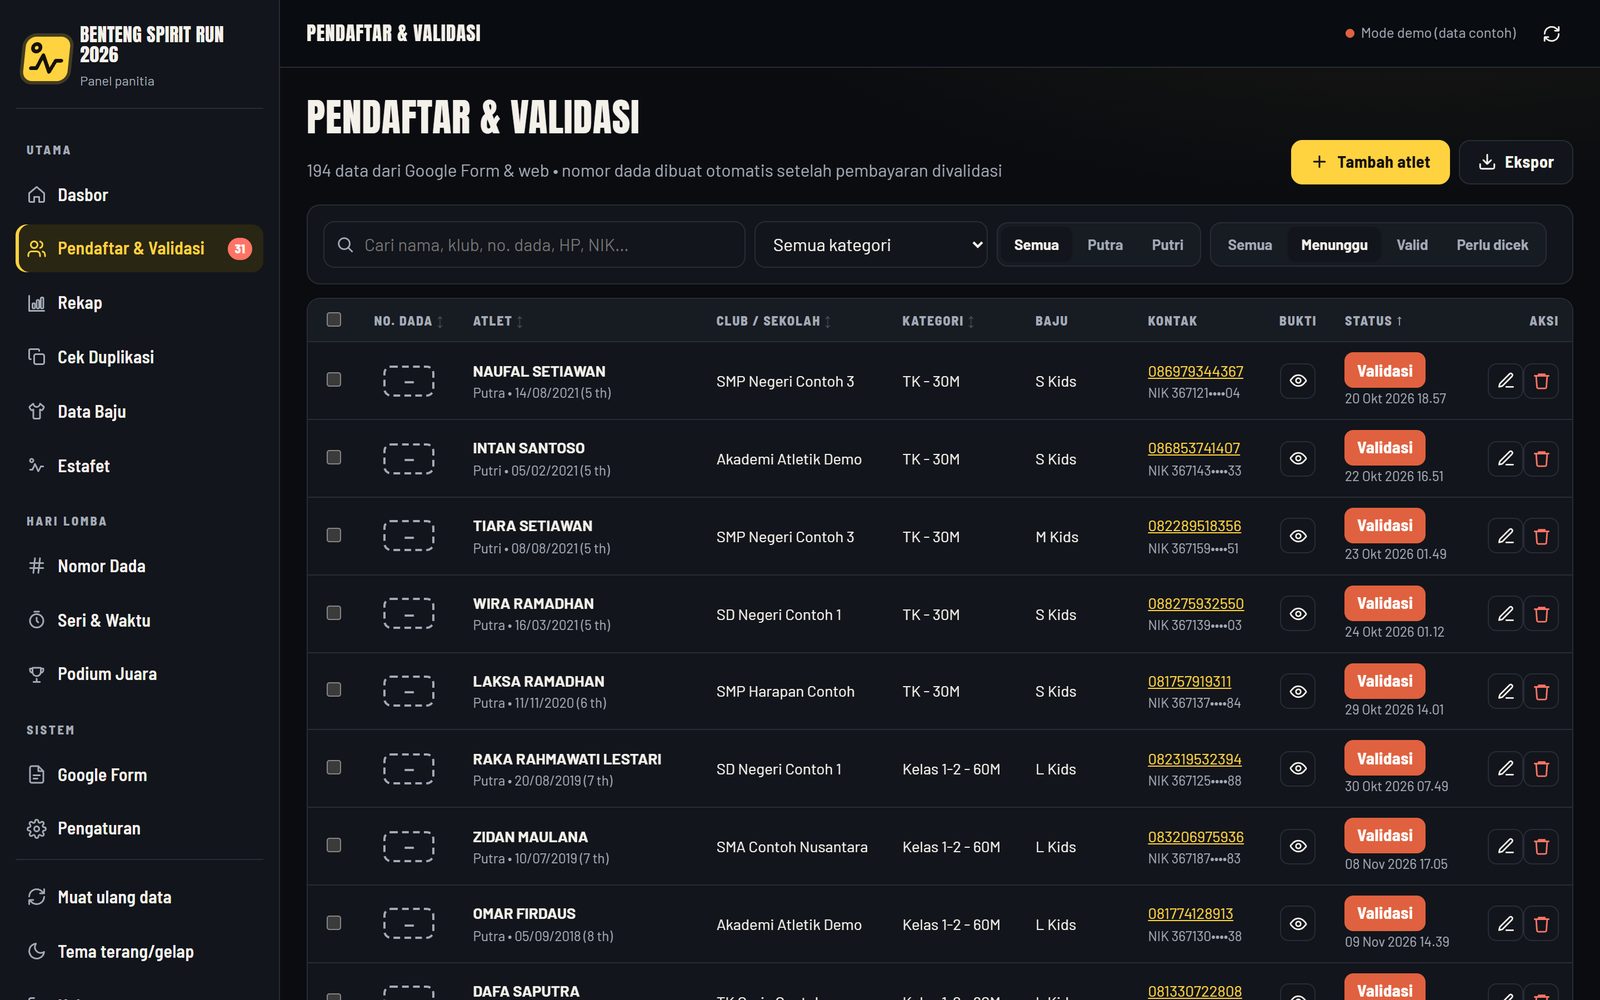 BENTENG SPIRIT RUN
2026
Panel panitia
UTAMA
Dasbor
Pendaftar & Validasi 31
Rekap
Cek Duplikasi
Data Baju
Estafet
HARI LOMBA
Nomor Dada
Seri & Waktu
Podium Juara
SISTEM
Google Form
Pengaturan
Muat ulang data
Tema terang/gelap
PENDAFTAR & VALIDASI
Mode demo (data contoh)
PENDAFTAR & VALIDASI
194 data dari Google Form & web • nomor dada dibuat otomatis setelah pembayaran divalidasi
+ Tambah atlet
Ekspor
Cari nama, klub, no. dada, HP, NIK...
Semua kategori
Semua Putra Putri
Semua Menunggu Valid Perlu dicek
NO. DADA ↕ ATLET ↕ CLUB / SEKOLAH ↕ KATEGORI ↕ BAJU KONTAK BUKTI STATUS ↑ AKSI
– NAUFAL SETIAWAN SMP Negeri Contoh 3 TK - 30M S Kids 086979344367 Validasi
Putra • 14/08/2021 (5 th) NIK 367121••••04 20 Okt 2026 18.57
– INTAN SANTOSO Akademi Atletik Demo TK - 30M S Kids 086853741407 Validasi
Putri • 05/02/2021 (5 th) NIK 367143••••33 22 Okt 2026 16.51
– TIARA SETIAWAN SMP Negeri Contoh 3 TK - 30M M Kids 082289518356 Validasi
Putri • 08/08/2021 (5 th) NIK 367159••••51 23 Okt 2026 01.49
– WIRA RAMADHAN SD Negeri Contoh 1 TK - 30M S Kids 088275932550 Validasi
Putra • 16/03/2021 (5 th) NIK 367139••••03 24 Okt 2026 01.12
– LAKSA RAMADHAN SMP Harapan Contoh TK - 30M S Kids 081757919311 Validasi
Putra • 11/11/2020 (6 th) NIK 367137••••84 29 Okt 2026 14.01
– RAKA RAHMAWATI LESTARI SD Negeri Contoh 1 Kelas 1-2 - 60M L Kids 082319532394 Validasi
Putra • 20/08/2019 (7 th) NIK 367125••••88 30 Okt 2026 07.49
– ZIDAN MAULANA SMA Contoh Nusantara Kelas 1-2 - 60M L Kids 083206975936 Validasi
Putra • 10/07/2019 (7 th) NIK 367187••••83 08 Nov 2026 17.05
– OMAR FIRDAUS Akademi Atletik Demo Kelas 1-2 - 60M L Kids 081774128913 Validasi
Putra • 05/09/2018 (8 th) NIK 367130••••38 09 Nov 2026 14.39
DAFA SAPUTRA 081330722808 Validasi